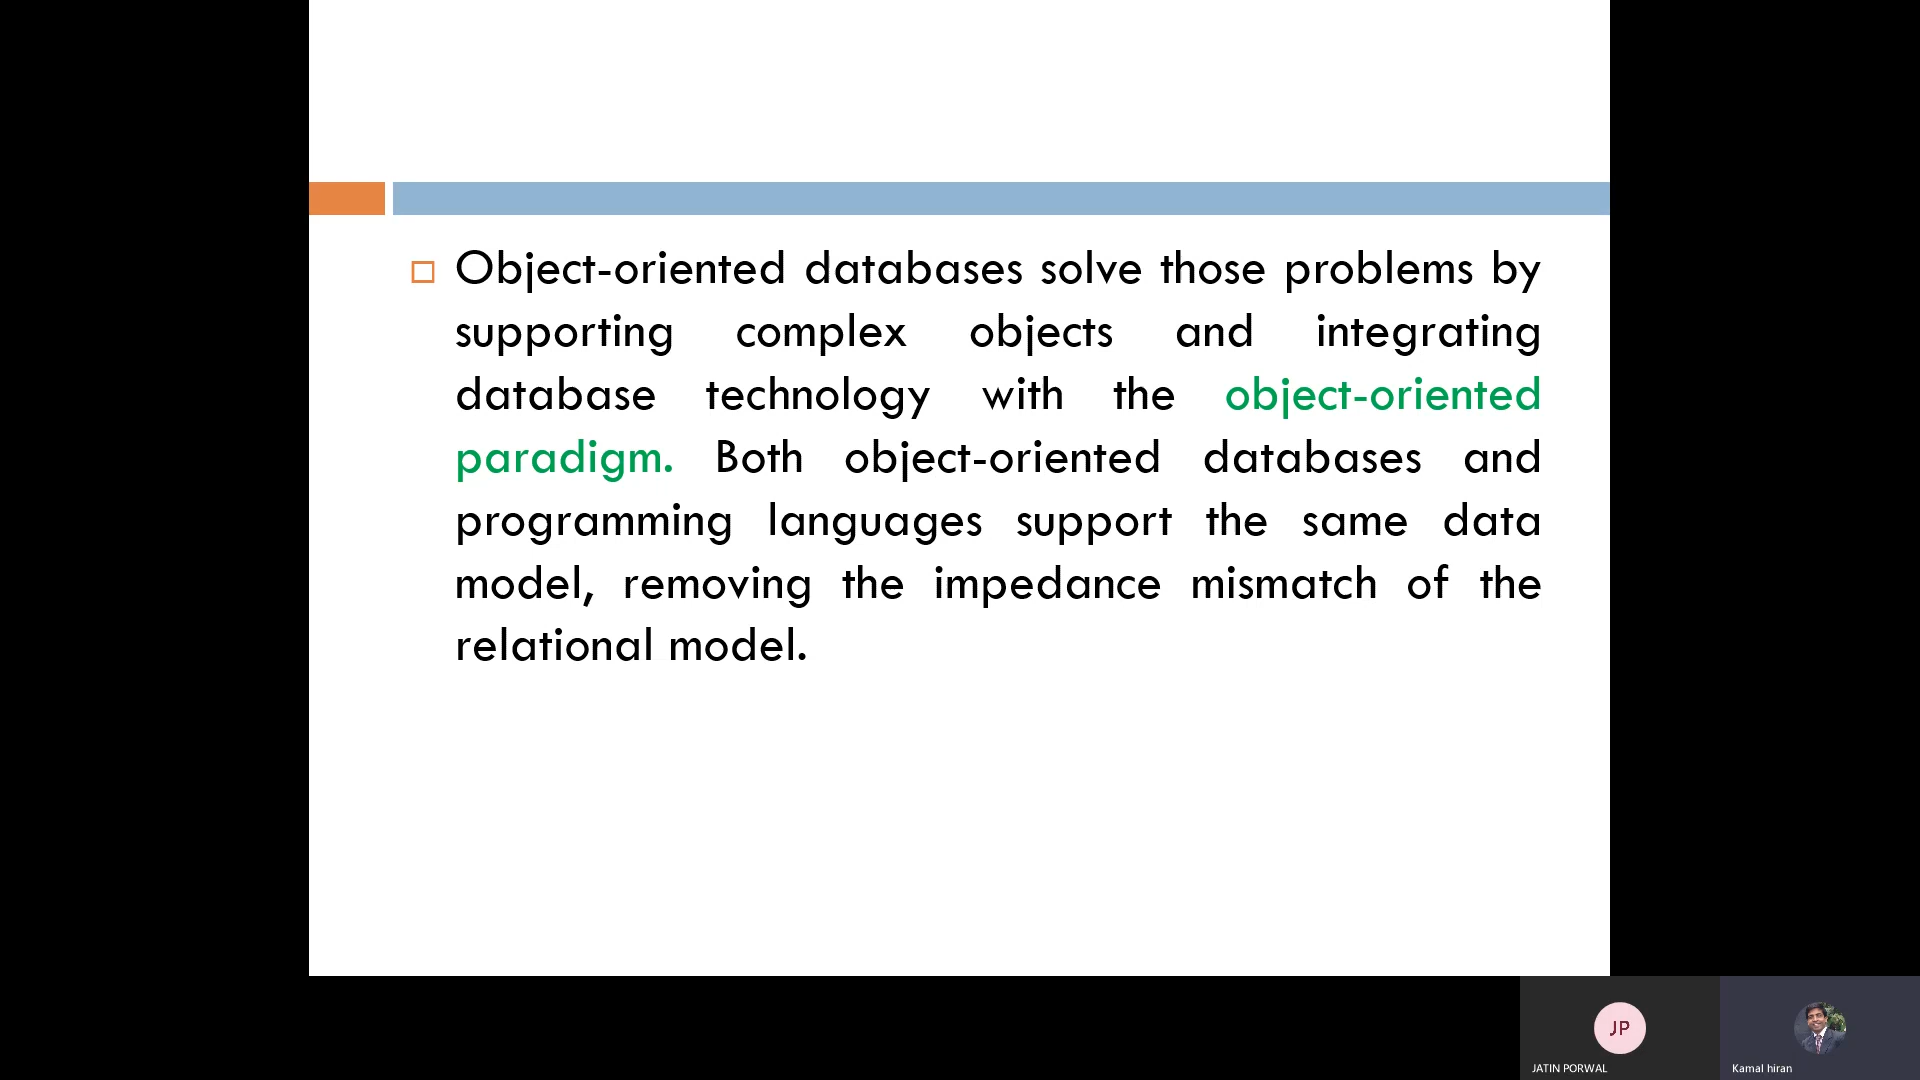 Object-oriented databases solve those problems by
supporting complex objects and integrating
database technology with the object-oriented
paradigm. Both object-oriented databases and
programming languages support the same data
model, removing the impedance mismatch of the
relational model.
JP
JATIN PORWAL
Kamal hiran